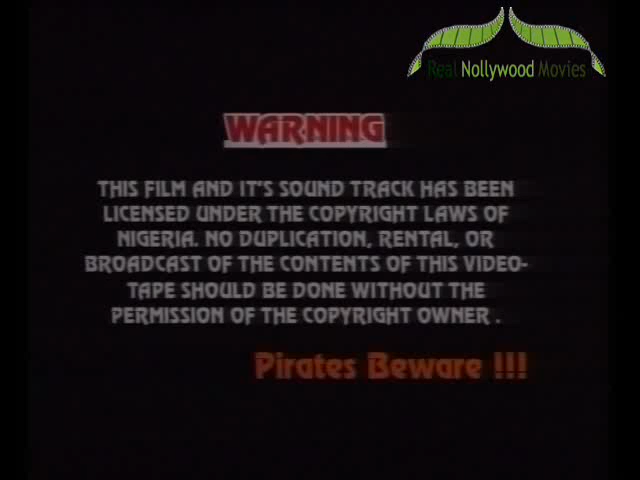 Real Nollywood Movies
WARNING
THIS FILM AND IT'S SOUND TRACK HAS BEEN
LICENSED UNDER THE COPYRIGHT LAWS OF
NIGERIA. NO DUPLICATION, RENTAL, OR
BROADCAST OF THE CONTENTS OF THIS VIDEO-
TAPE SHOULD BE DONE WITHOUT THE
PERMISSION OF THE COPYRIGHT OWNER .
Pirates Beware !!!